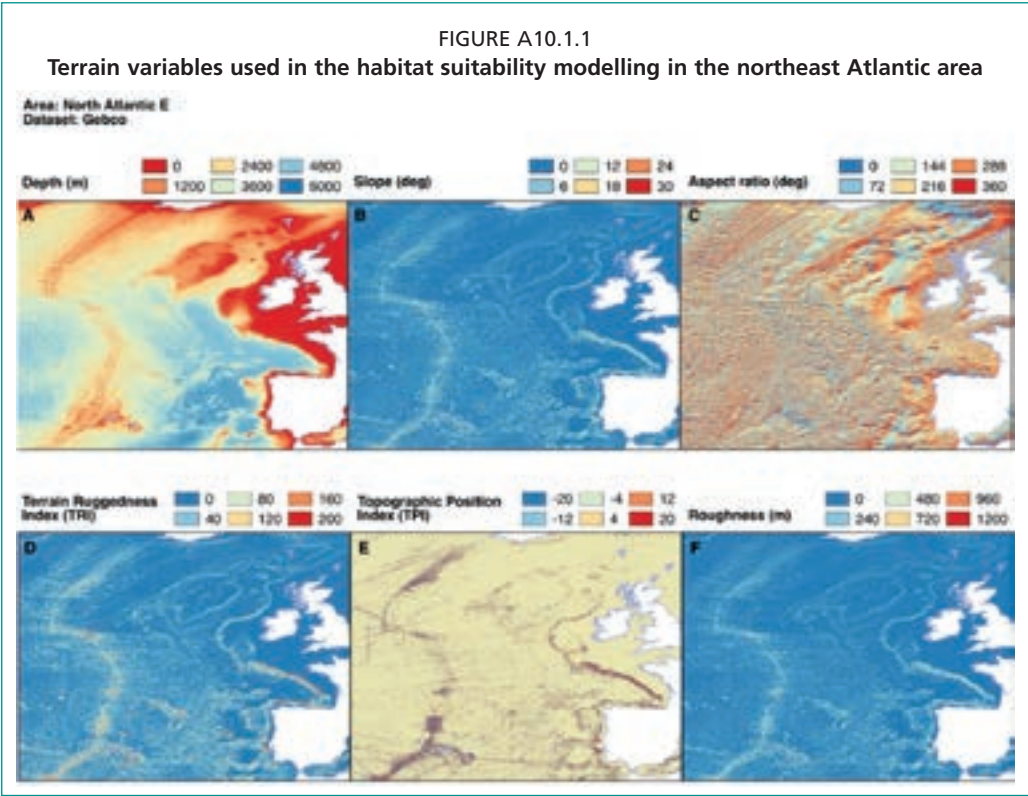 FIGURE A10.1.1
Terrain variables used in the habitat suitability modelling in the northeast Atlantic area
Area: North Atlantic E
Dataset: Gebco
Depth (m)
0 2400 4800
1200 3600 6000
Slope (deg)
0 12 24
6 18 30
Aspect ratio (deg)
0 144 288
72 216 360
A
B
C
Terrain Ruggedness
Index (TRI)
0 80 160
40 120 200
Topographic Position
Index (TPI)
-20 -4 12
-12 4 20
Roughness (m)
0 480 960
240 720 1200
D
E
F